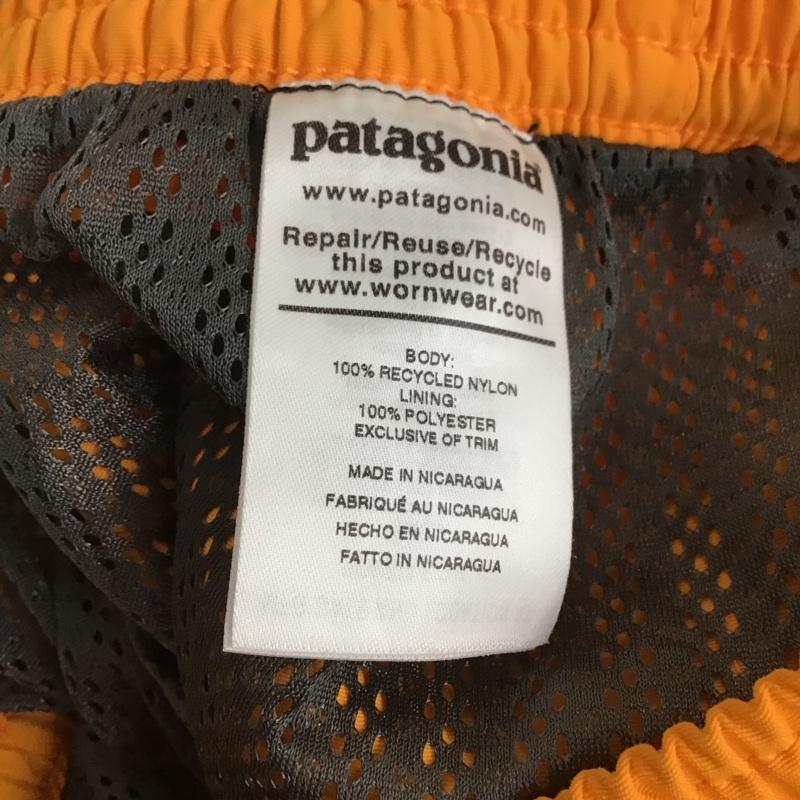 patagonia
www.patagonia.com
Repair/Reuse/Recycle
this product at
www.wornwear.com
BODY:
100% RECYCLED NYLON
LINING:
100% POLYESTER
EXCLUSIVE OF TRIM
MADE IN NICARAGUA
FABRIQUÉ AU NICARAGUA
HECHO EN NICARAGUA
FATTO IN NICARAGUA